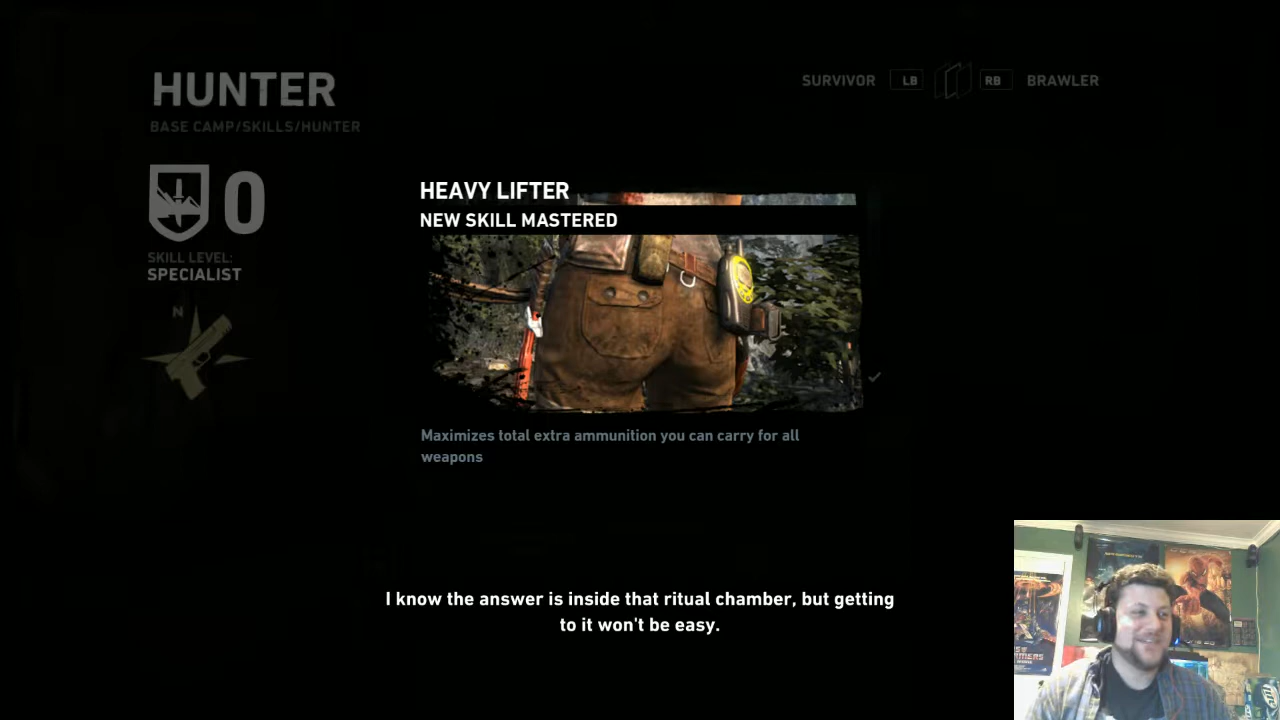 HUNTER
BASE CAMP/SKILLS/HUNTER
SURVIVOR LB RB BRAWLER
0
SKILL LEVEL:
SPECIALIST
N
HEAVY LIFTER
NEW SKILL MASTERED
Maximizes total extra ammunition you can carry for all
weapons
I know the answer is inside that ritual chamber, but getting
to it won't be easy.